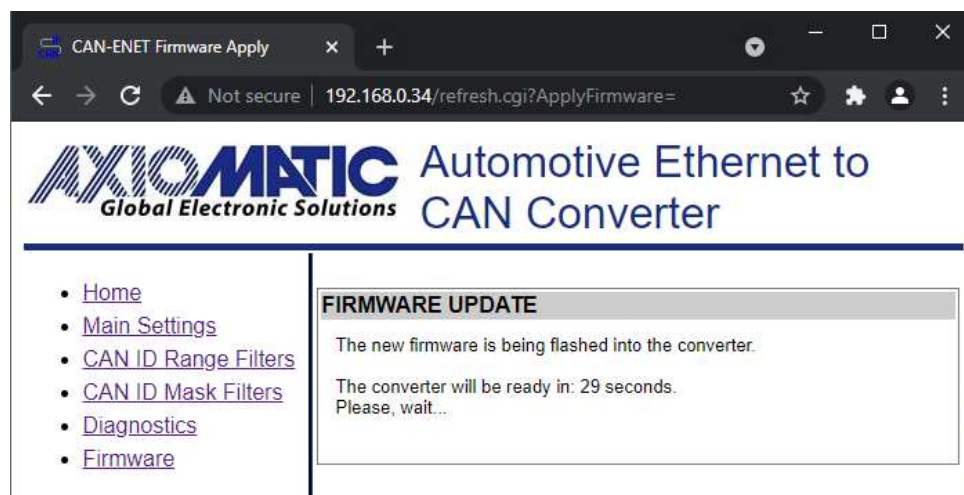 CAN-ENET Firmware Apply
Not secure | 192.168.0.34/refresh.cgi?ApplyFirmware=
AXIOMATIC
Global Electronic Solutions
Automotive Ethernet to
CAN Converter
• Home
• Main Settings
• CAN ID Range Filters
• CAN ID Mask Filters
• Diagnostics
• Firmware
FIRMWARE UPDATE
The new firmware is being flashed into the converter.
The converter will be ready in: 29 seconds.
Please, wait...